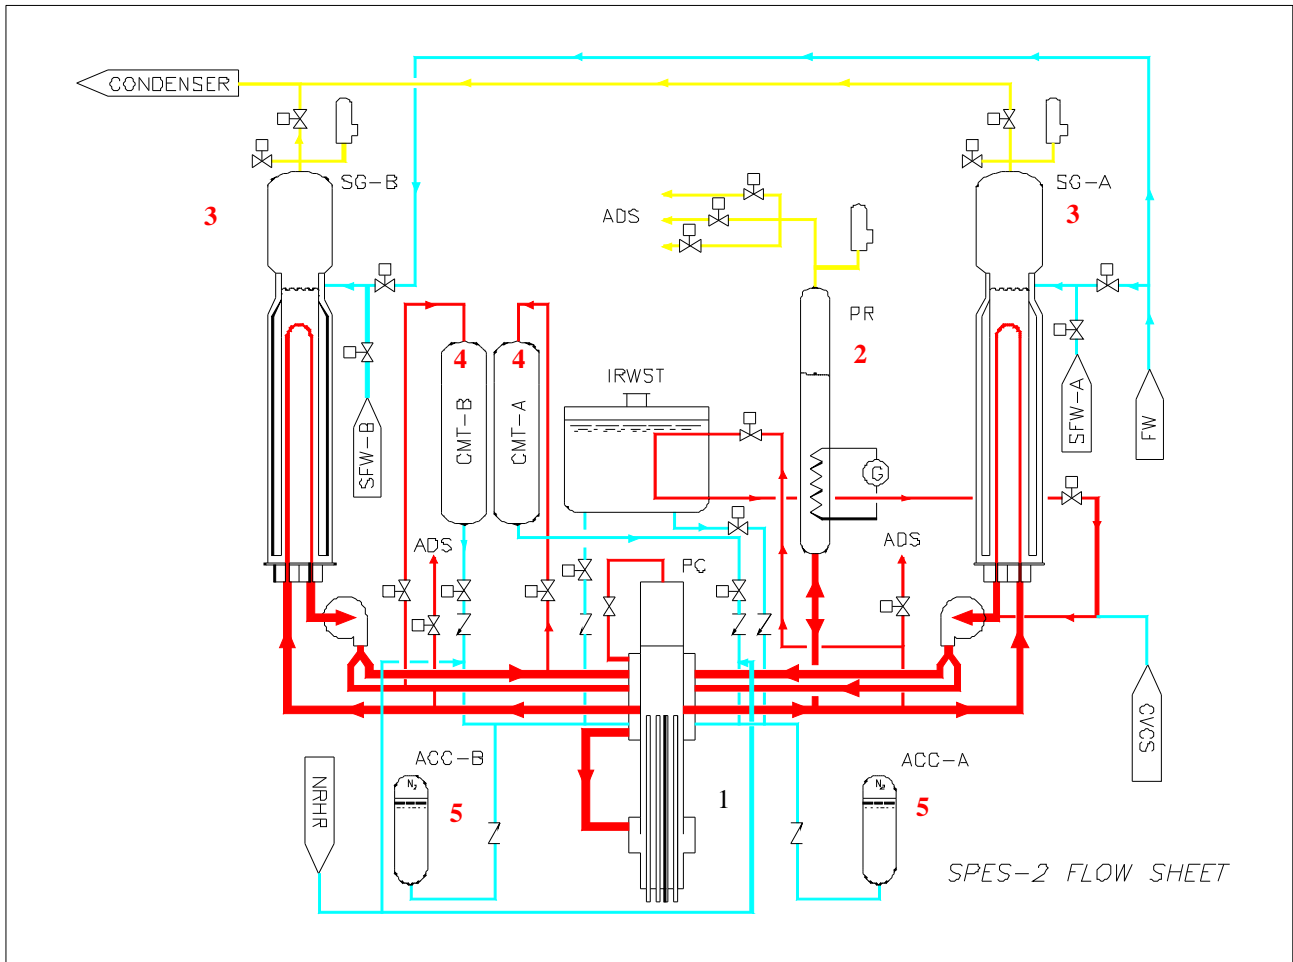 CONDENSER
SG-B
SG-A
3
3
ADS
PR
2
4
4
IRWST
CMT-B
CMT-A
SFW-B
SFW-A
FW
G
ADS
ADS
PC
CVCS
ACC-B
ACC-A
N2
N2
NRHR
5
1
5
SPES-2 FLOW SHEET